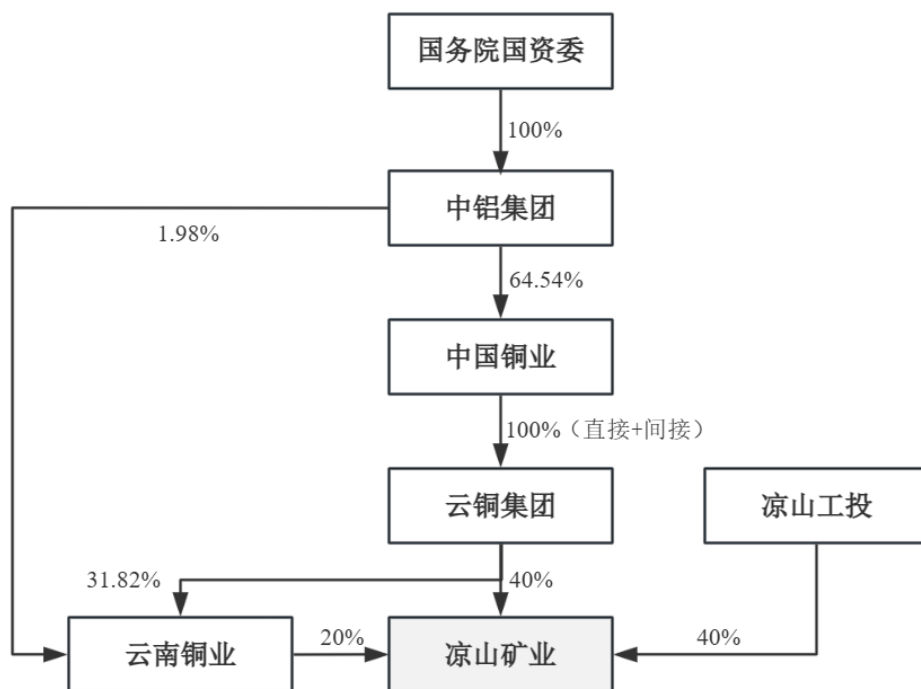 国务院国资委
100%
中铝集团
1.98%
64.54%
中国铜业
100%（直接+间接）
云铜集团
凉山工投
31.82%
40%
云南铜业
20%
凉山矿业
40%